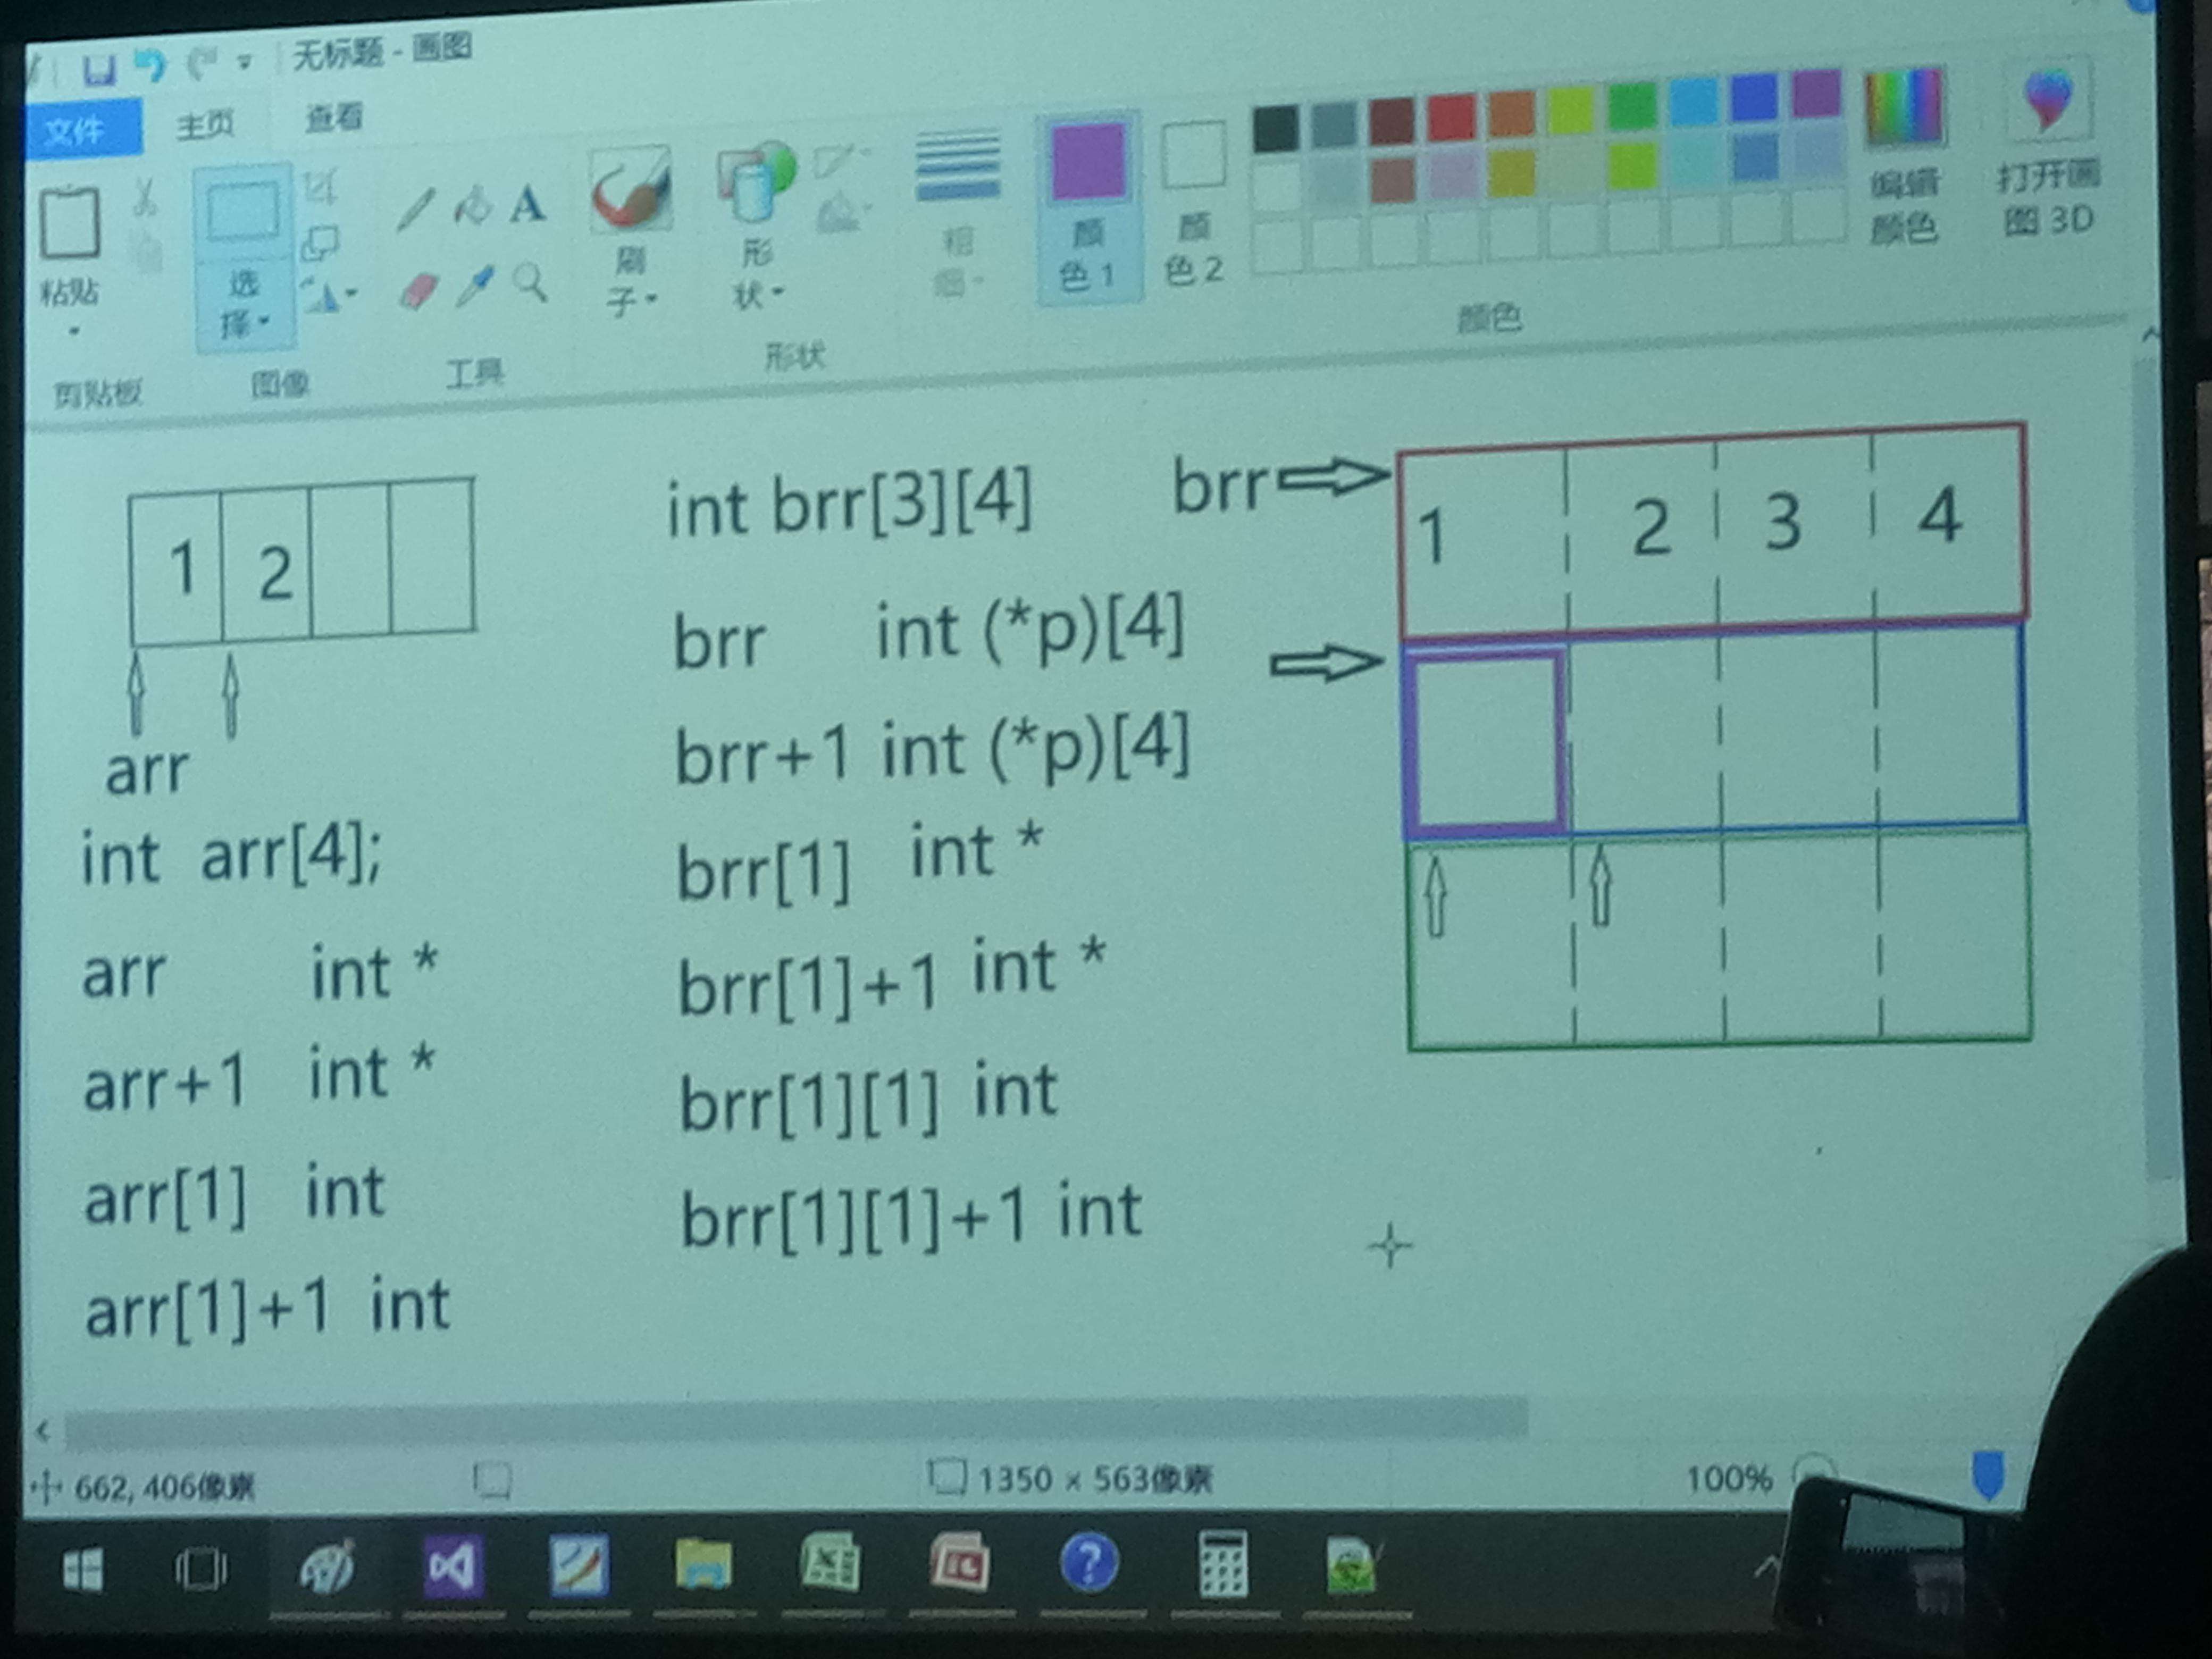 无标题 - 画图
文件 主页 查看
粘贴
选择
刷子
形状
粗细
颜色1
颜色2
编辑颜色
打开画图 3D
剪贴板 图像 工具 形状 颜色
1 2
arr
int arr[4];
arr int *
arr+1 int *
arr[1] int
arr[1]+1 int
int brr[3][4]
brr int (*p)[4]
brr+1 int (*p)[4]
brr[1] int *
brr[1]+1 int *
brr[1][1] int
brr[1][1]+1 int
brr
1 2 3 4
662, 406像素 1350 × 563像素 100%